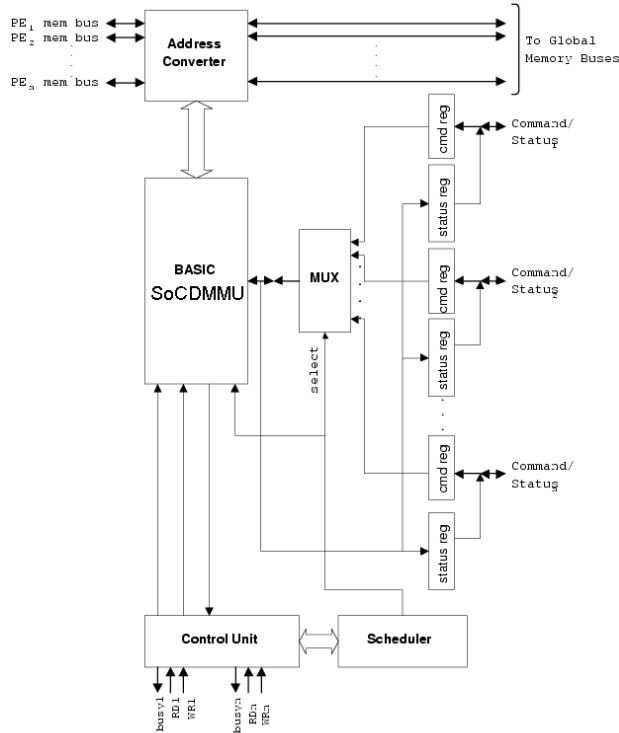 PE1 mem bus
PE2 mem bus
PEn mem bus
Address
Converter
To Global
Memory Buses
cmd reg
Command/
Status1
status reg
BASIC
SoCDMMU
MUX
cmd reg
Command/
Status2
select
status reg
cmd reg
Command/
Statusn
status reg
Control Unit
Scheduler
busy1
RD1
WR1
busyn
RDn
WRn